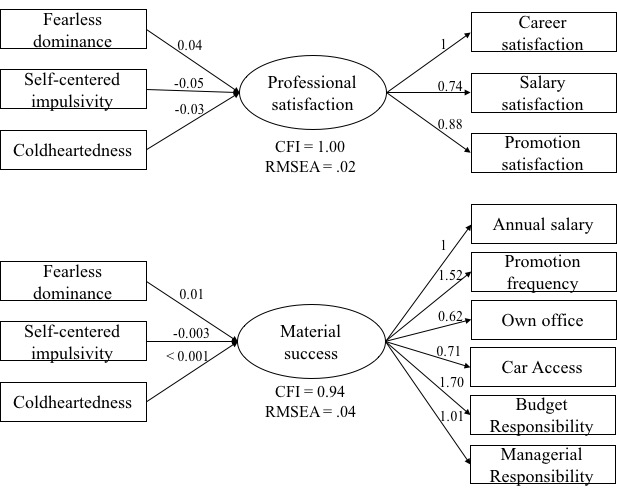 Fearless
dominance
Self-centered
impulsivity
Coldheartedness
0.04
-0.05
-0.03
Professional
satisfaction
CFI = 1.00
RMSEA = .02
1
0.74
0.88
Career
satisfaction
Salary
satisfaction
Promotion
satisfaction
Fearless
dominance
Self-centered
impulsivity
Coldheartedness
0.01
-0.003
< 0.001
Material
success
CFI = 0.94
RMSEA = .04
1
1.52
0.62
0.71
1.70
1.01
Annual salary
Promotion
frequency
Own office
Car Access
Budget
Responsibility
Managerial
Responsibility